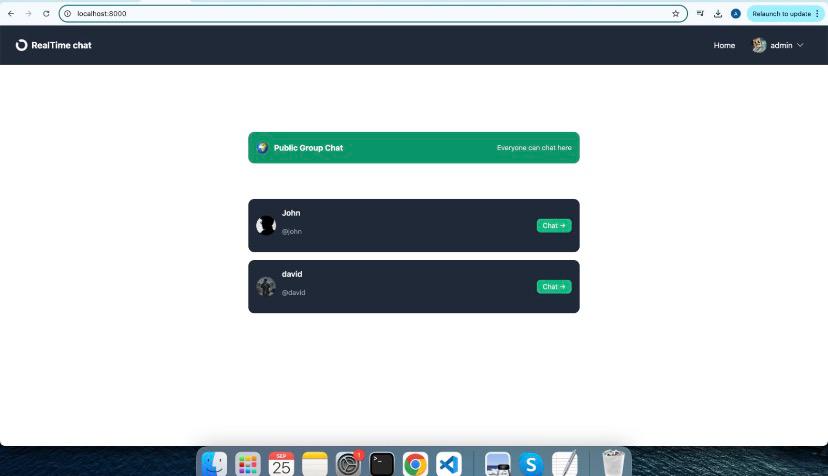 localhost:8000
A
Relaunch to update
RealTime chat
Home
admin
Public Group Chat
Everyone can chat here
John
@john
Chat →
david
@david
Chat →
SEP
25
1
>_
S